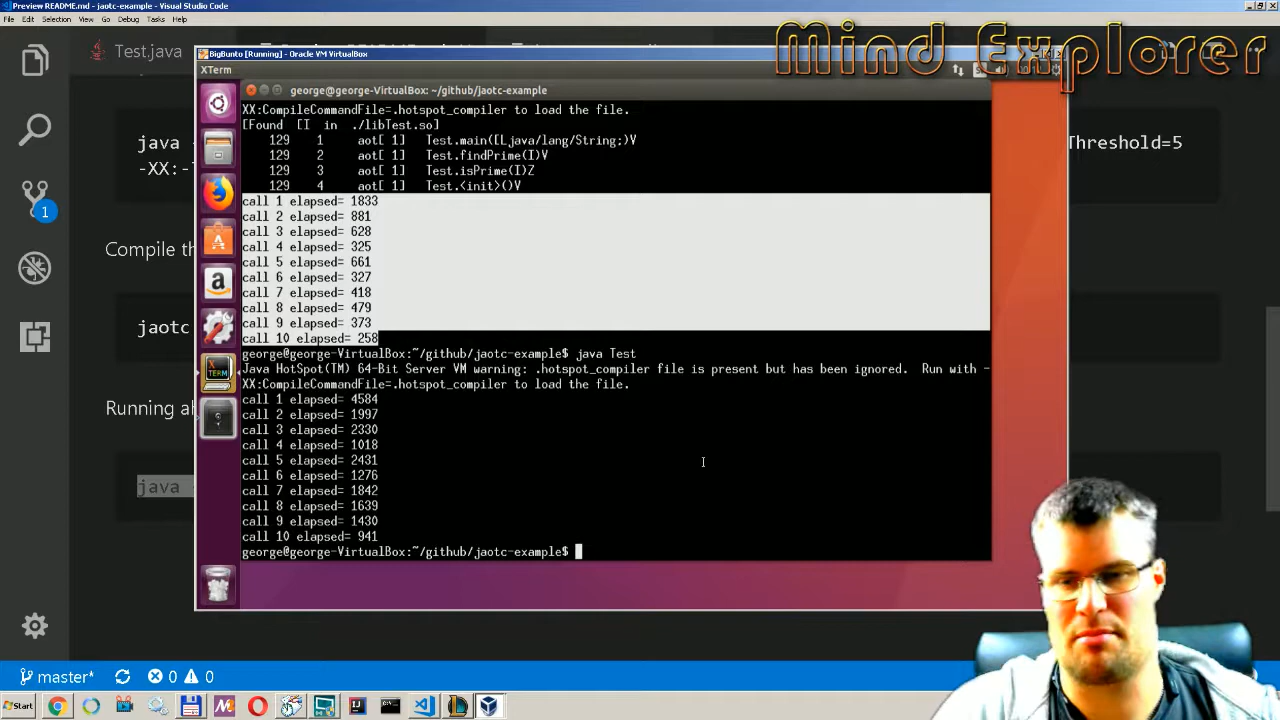 Preview README.md - jaotc-example - Visual Studio Code
File Edit Selection View Go Debug Tasks Help
Mind Explorer
Test.java
BigBunto [Running] - Oracle VM VirtualBox
XTerm
george@george-VirtualBox: ~/github/jaotc-example
XX:CompileCommandFile=.hotspot_compiler to load the file.
[Found [I in ./libTest.so]
129 1 aot[ 1] Test.main([Ljava/lang/String;)V
129 2 aot[ 1] Test.findPrime(I)V
129 3 aot[ 1] Test.isPrime(I)Z
129 4 aot[ 1] Test.<init>()V
call 1 elapsed= 1833
call 2 elapsed= 881
call 3 elapsed= 628
call 4 elapsed= 325
call 5 elapsed= 661
call 6 elapsed= 327
call 7 elapsed= 418
call 8 elapsed= 479
call 9 elapsed= 373
call 10 elapsed= 258
george@george-VirtualBox:~/github/jaotc-example$ java Test
Java HotSpot(TM) 64-Bit Server VM warning: .hotspot_compiler file is present but has been ignored. Run with -
XX:CompileCommandFile=.hotspot_compiler to load the file.
call 1 elapsed= 4584
call 2 elapsed= 1997
call 3 elapsed= 2330
call 4 elapsed= 1018
call 5 elapsed= 2431
call 6 elapsed= 1276
call 7 elapsed= 1842
call 8 elapsed= 1639
call 9 elapsed= 1430
call 10 elapsed= 941
george@george-VirtualBox:~/github/jaotc-example$
java
Threshold=5
-XX:-
1
Compile th
jaotc
Running
java
master*
0 0
Start